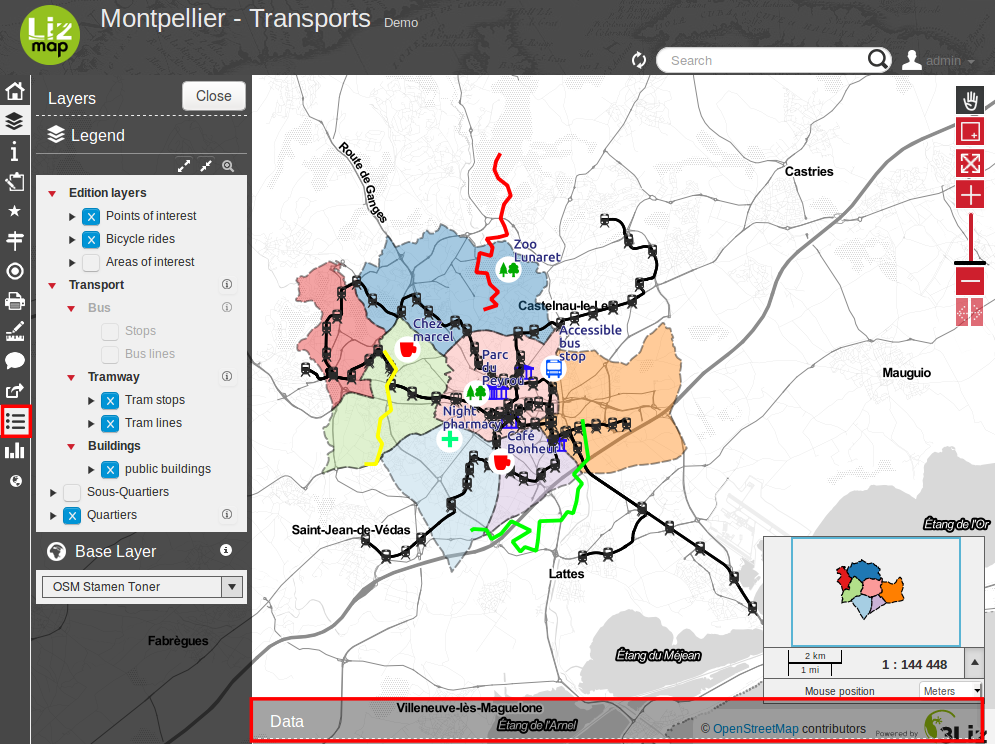 Liz
map
Montpellier - Transports Demo
Search
admin
Layers
Close
Legend
Edition layers
Points of interest
Bicycle rides
Areas of interest
Transport
Bus
Stops
Bus lines
Tramway
Tram stops
Tram lines
Buildings
public buildings
Sous-Quartiers
Quartiers
Base Layer
OSM Stamen Toner
Fabrègues
Route de Ganges
Castries
Zoo
Lunaret
Castelnau-le-Lez
Chez
marcel
Accessible
bus
stop
Parc
du
Peyrou
Mauguio
Night
pharmacy
Café
Bonheur
Saint-Jean-de-Védas
Étang de l'Or
Lattes
Étang du Méjean
2 km
1 mi
1 : 144 448
Mouse position
Meters
Villeneuve-lès-Maguelone
Data
Étang de l'Arnel
© OpenStreetMap contributors
Powered by
3Liz